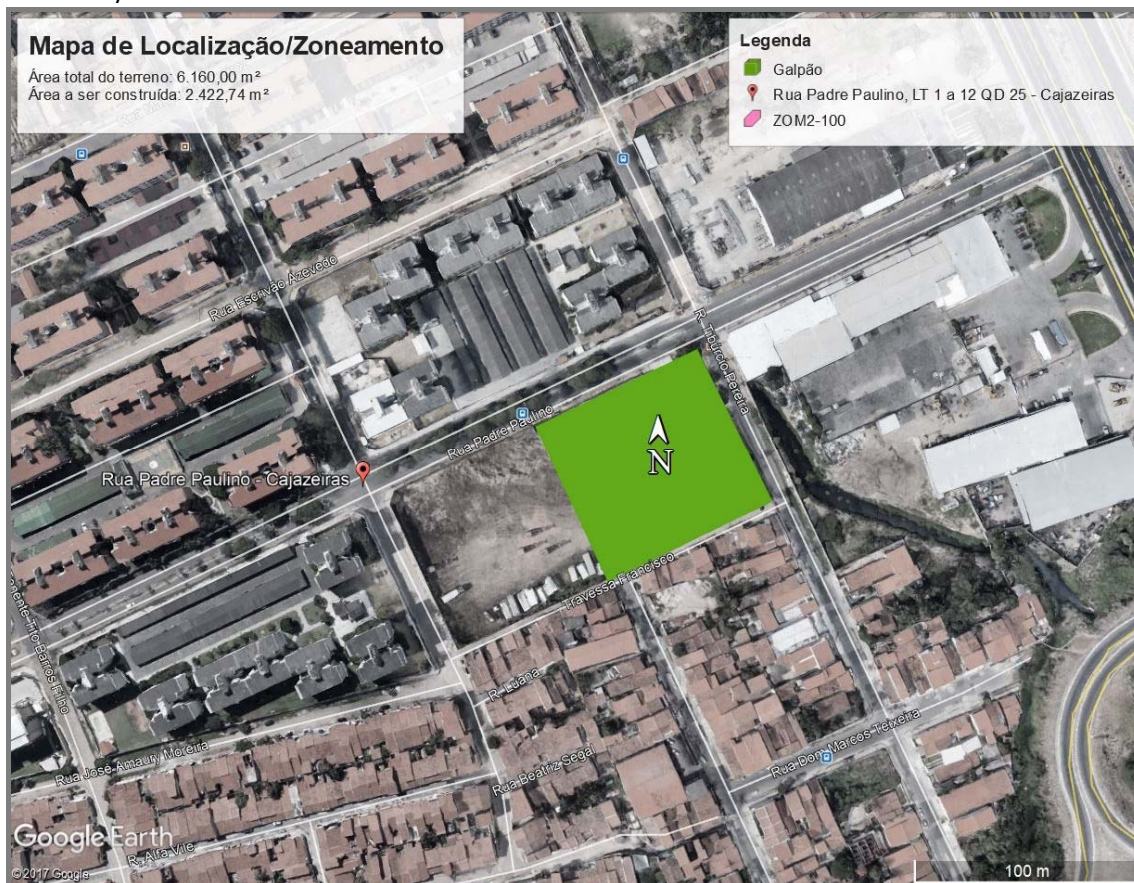 Mapa de Localização/Zoneamento
Área total do terreno: 6.160,00 m²
Área a ser construída: 2.422,74 m²
Legenda
Galpão
Rua Padre Paulino, LT 1 a 12 QD 25 - Cajazeiras
ZOM2-100
Rua Escrivão Azevedo
R. Tibúrcio Pereira
Rua Padre Paulino
N
Rua Padre Paulino - Cajazeiras
Travessa Francisco
Tito Barros Filho
R. Luana
Rua Dom Marcos Teixeira
Rua José Amaury Moreira
Rua Beatriz Segal
R. Alfa Vile
Google Earth
©2017 Google
100 m